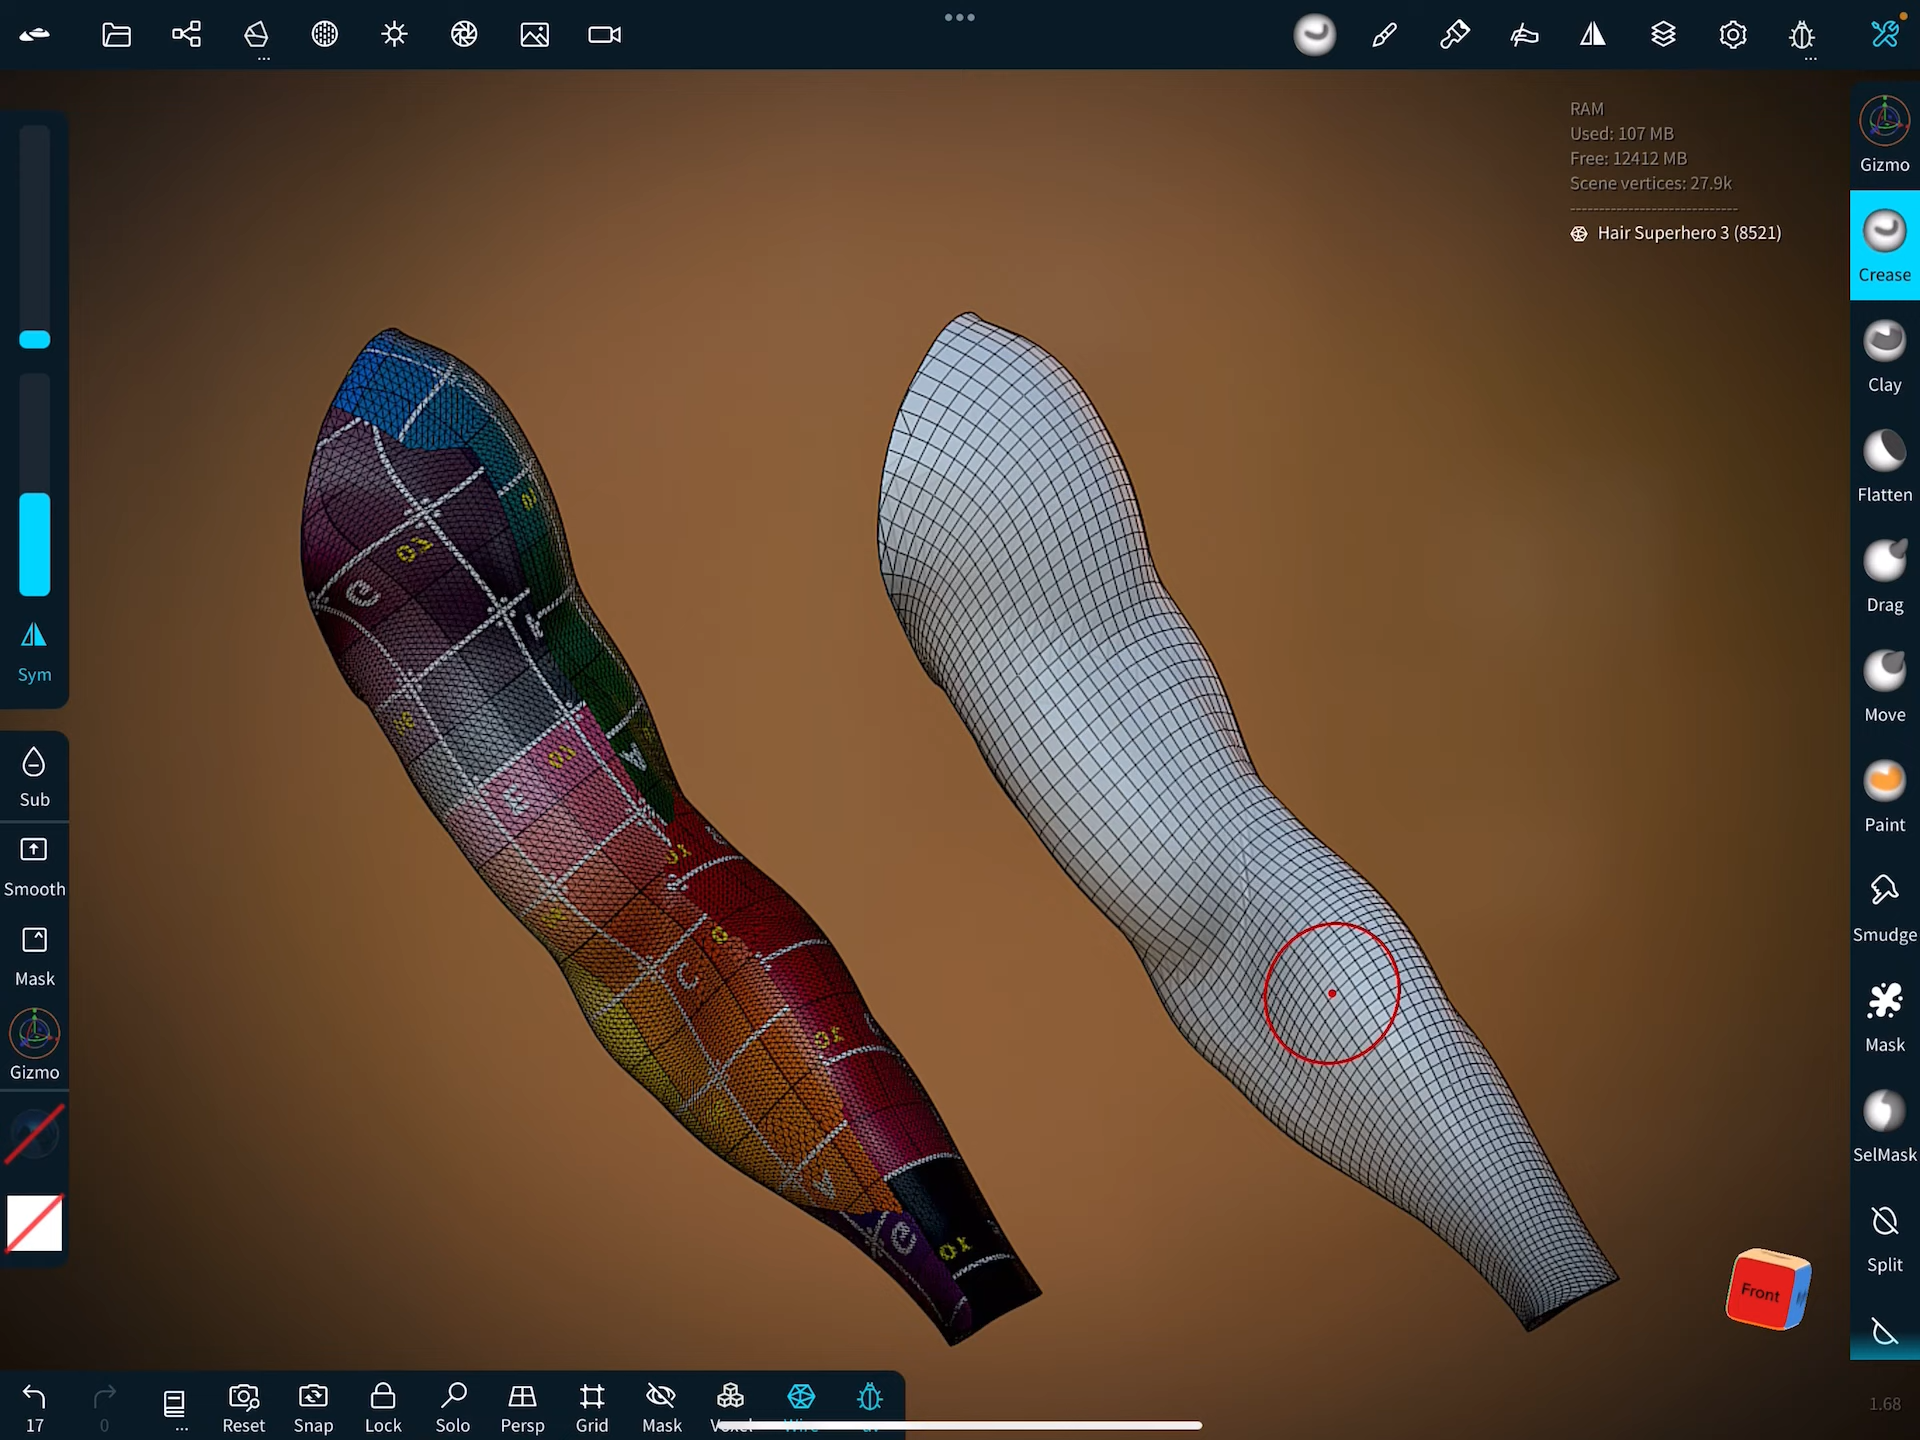 RAM
Used: 107 MB
Free: 12412 MB
Scene vertices: 27.9k
------------------------------
Hair Superhero 3 (8521)
Gizmo
Crease
Clay
Flatten
Drag
Move
Paint
Smudge
Mask
SelMask
Split
Sym
Sub
Smooth
Mask
Gizmo
Front
17
0
Reset
Snap
Lock
Solo
Persp
Grid
Mask
Voxel
Wire
1.68